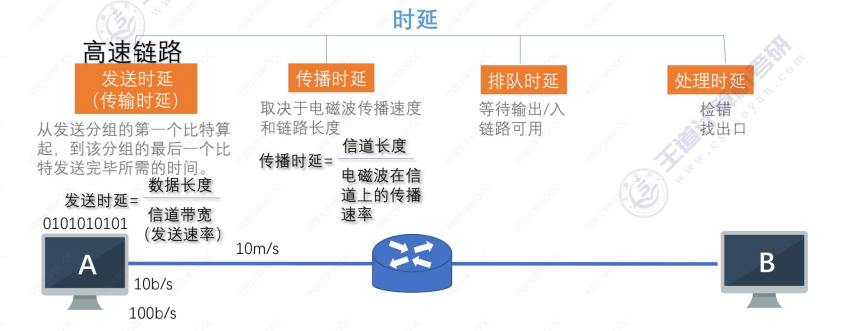 时延
高速链路
发送时延
（传输时延）
从发送分组的第一个比特算
起，到该分组的最后一个比
特发送完毕所需的时间。
发送时延=
数据长度
信道带宽
（发送速率）
传播时延
取决于电磁波传播速度
和链路长度
传播时延=
信道长度
电磁波在信
道上的传播
速率
排队时延
等待输出/入
链路可用
处理时延
检错
找出口
0101010101
A
10m/s
10b/s
100b/s
B